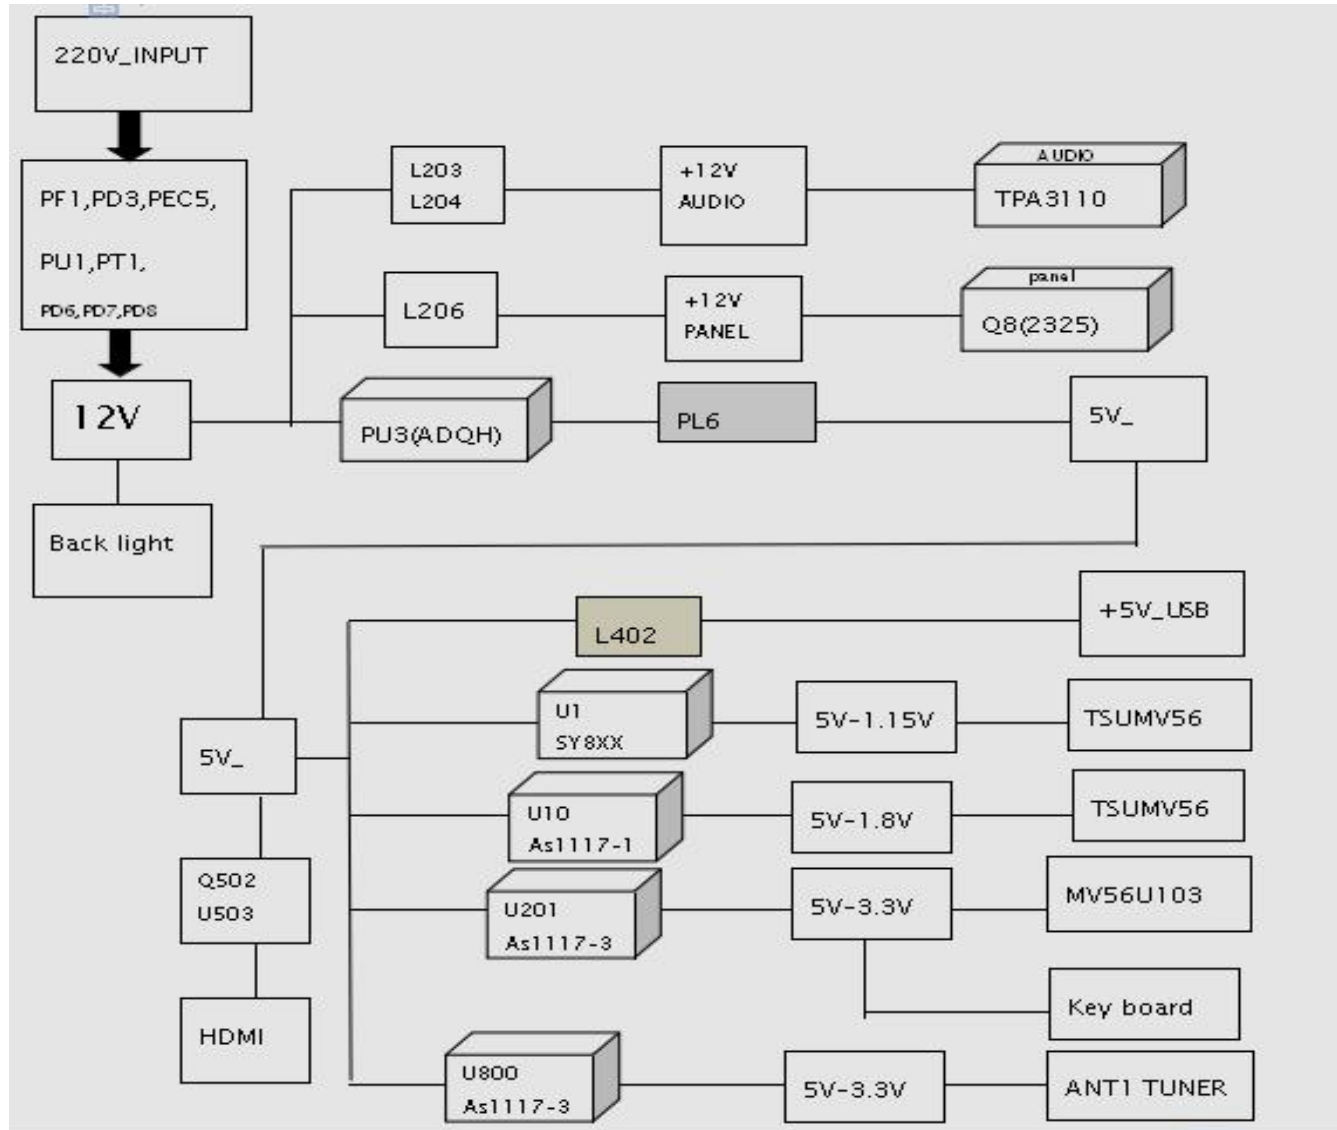 220V_INPUT
PF1,PD3,PEC5,
PU1,PT1,
PD6,PD7,PD8
12V
Back light
L203
L204
+12V
AUDIO
AUDIO
TPA3110
L206
+12V
PANEL
panel
Q8(2325)
PU3(ADQH)
PL6
5V_
L402
+5V_USB
U1
SY8XX
5V-1.15V
TSUMV56
5V_
U10
As1117-1
5V-1.8V
TSUMV56
Q502
U503
U201
As1117-3
5V-3.3V
MV56U103
Key board
HDMI
U800
As1117-3
5V-3.3V
ANT1 TUNER